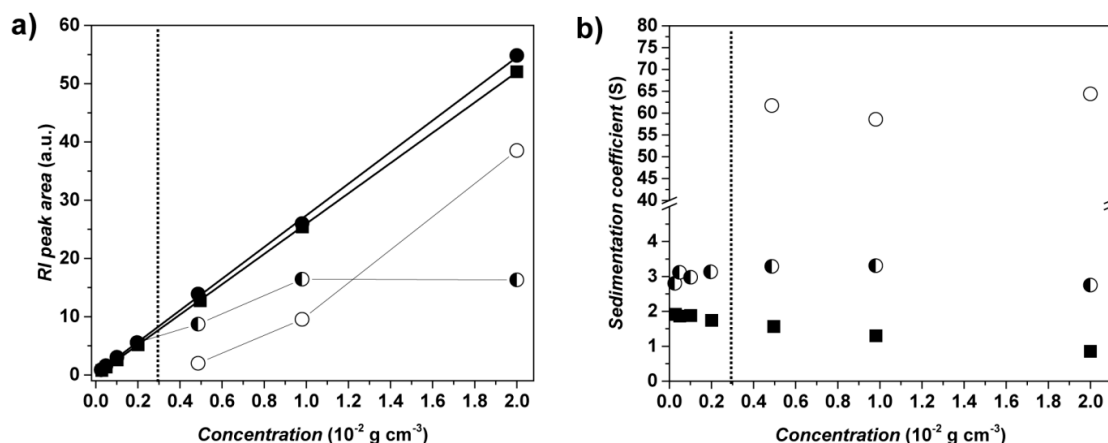 a)
RI peak area (a.u.)
60
50
40
30
20
10
0
0.0 0.2 0.4 0.6 0.8 1.0 1.2 1.4 1.6 1.8 2.0
Concentration (10⁻² g cm⁻³)
b)
Sedimentation coefficient (S)
80
75
70
65
60
55
50
45
40
4
3
2
1
0
0.0 0.2 0.4 0.6 0.8 1.0 1.2 1.4 1.6 1.8 2.0
Concentration (10⁻² g cm⁻³)